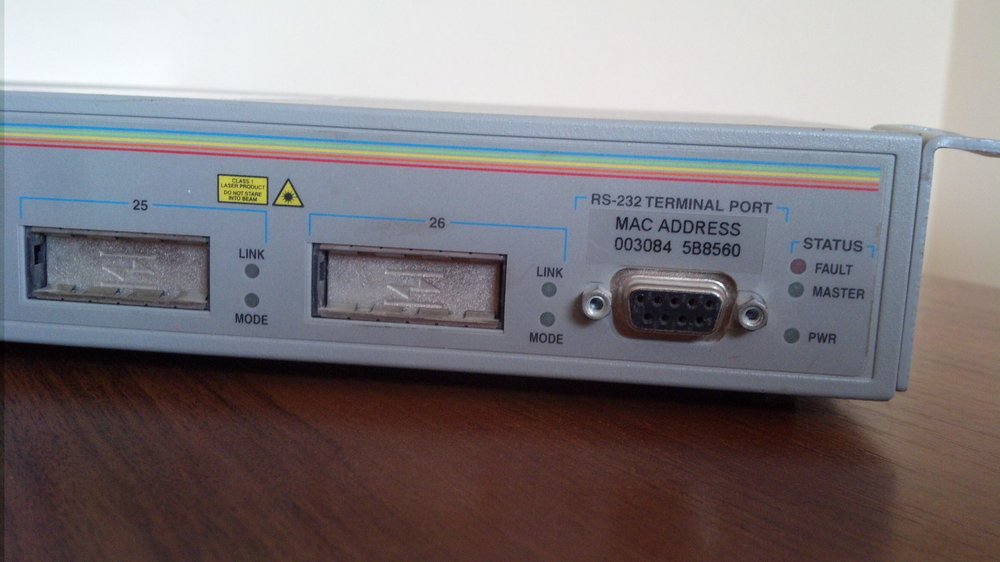 CLASS 1
LASER PRODUCT
DO NOT STARE
INTO BEAM
25
LINK
MODE
26
LINK
MODE
RS-232 TERMINAL PORT
MAC ADDRESS
003084 5B8560
STATUS
FAULT
MASTER
PWR